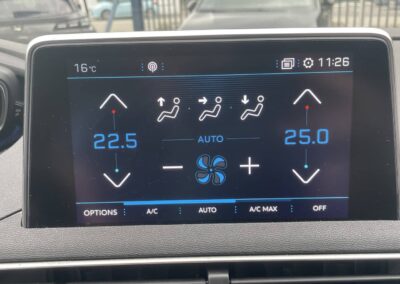 16°C 11:26
22.5 AUTO 25.0
OPTIONS A/C AUTO A/C MAX OFF